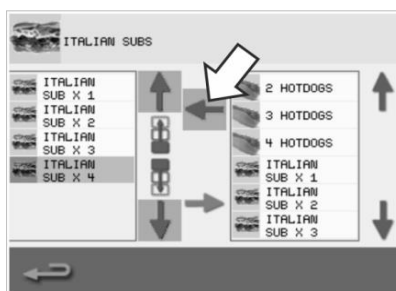 ITALIAN SUBS
ITALIAN
SUB X 1
ITALIAN
SUB X 2
ITALIAN
SUB X 3
ITALIAN
SUB X 4
2 HOTDOGS
3 HOTDOGS
4 HOTDOGS
ITALIAN
SUB X 1
ITALIAN
SUB X 2
ITALIAN
SUB X 3